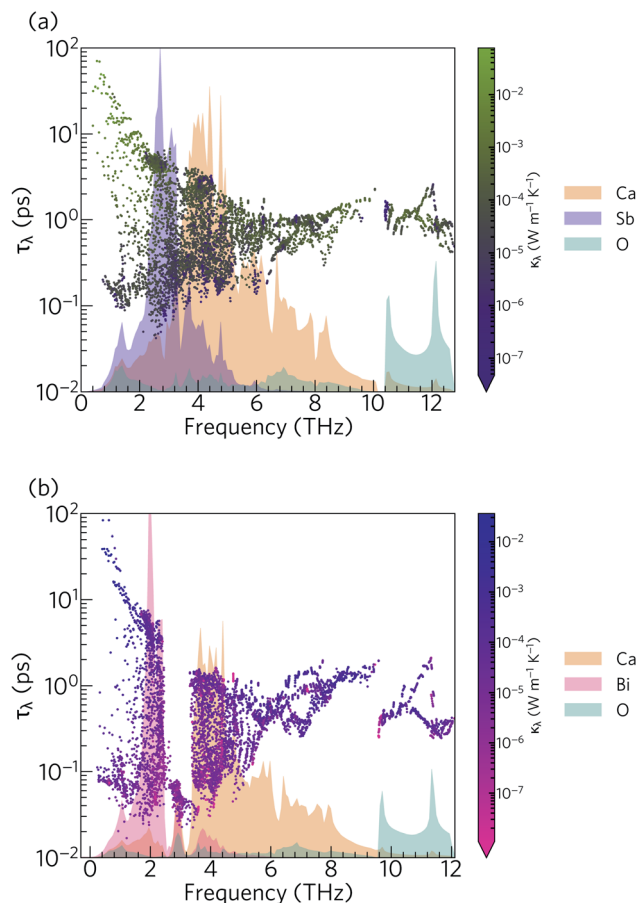 (a)
10²
10¹
10⁰
10⁻¹
10⁻²
τλ (ps)
0 2 4 6 8 10 12
Frequency (THz)
10⁻²
10⁻³
10⁻⁴
10⁻⁵
10⁻⁶
10⁻⁷
κλ (W m⁻¹ K⁻¹)
Ca
Sb
O
(b)
10²
10¹
10⁰
10⁻¹
10⁻²
τλ (ps)
0 2 4 6 8 10 12
Frequency (THz)
10⁻²
10⁻³
10⁻⁴
10⁻⁵
10⁻⁶
10⁻⁷
κλ (W m⁻¹ K⁻¹)
Ca
Bi
O